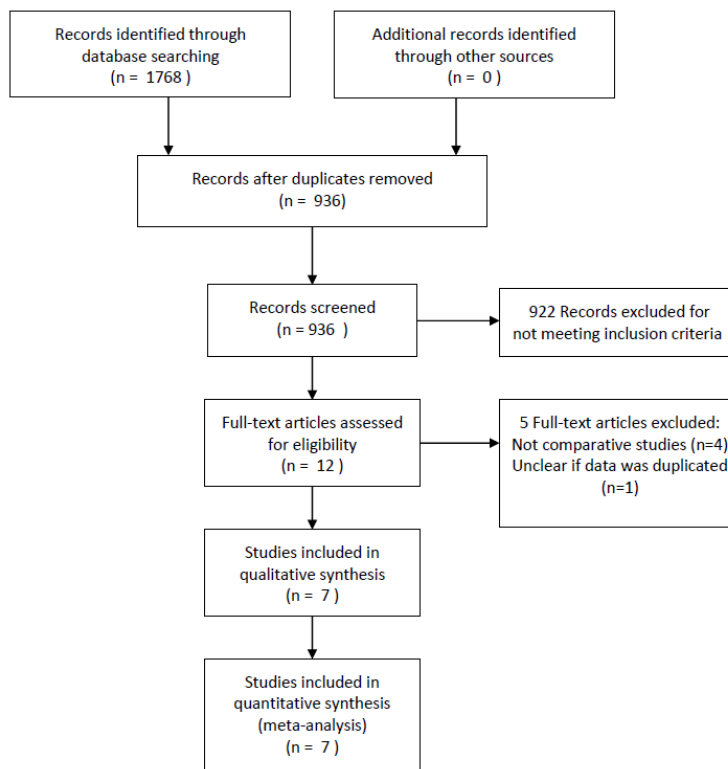 Records identified through
database searching
(n = 1768 )
Additional records identified
through other sources
(n = 0 )
Records after duplicates removed
(n = 936)
Records screened
(n = 936 )
922 Records excluded for
not meeting inclusion criteria
Full-text articles assessed
for eligibility
(n = 12 )
5 Full-text articles excluded:
Not comparative studies (n=4)
Unclear if data was duplicated
(n=1)
Studies included in
qualitative synthesis
(n = 7 )
Studies included in
quantitative synthesis
(meta-analysis)
(n = 7 )